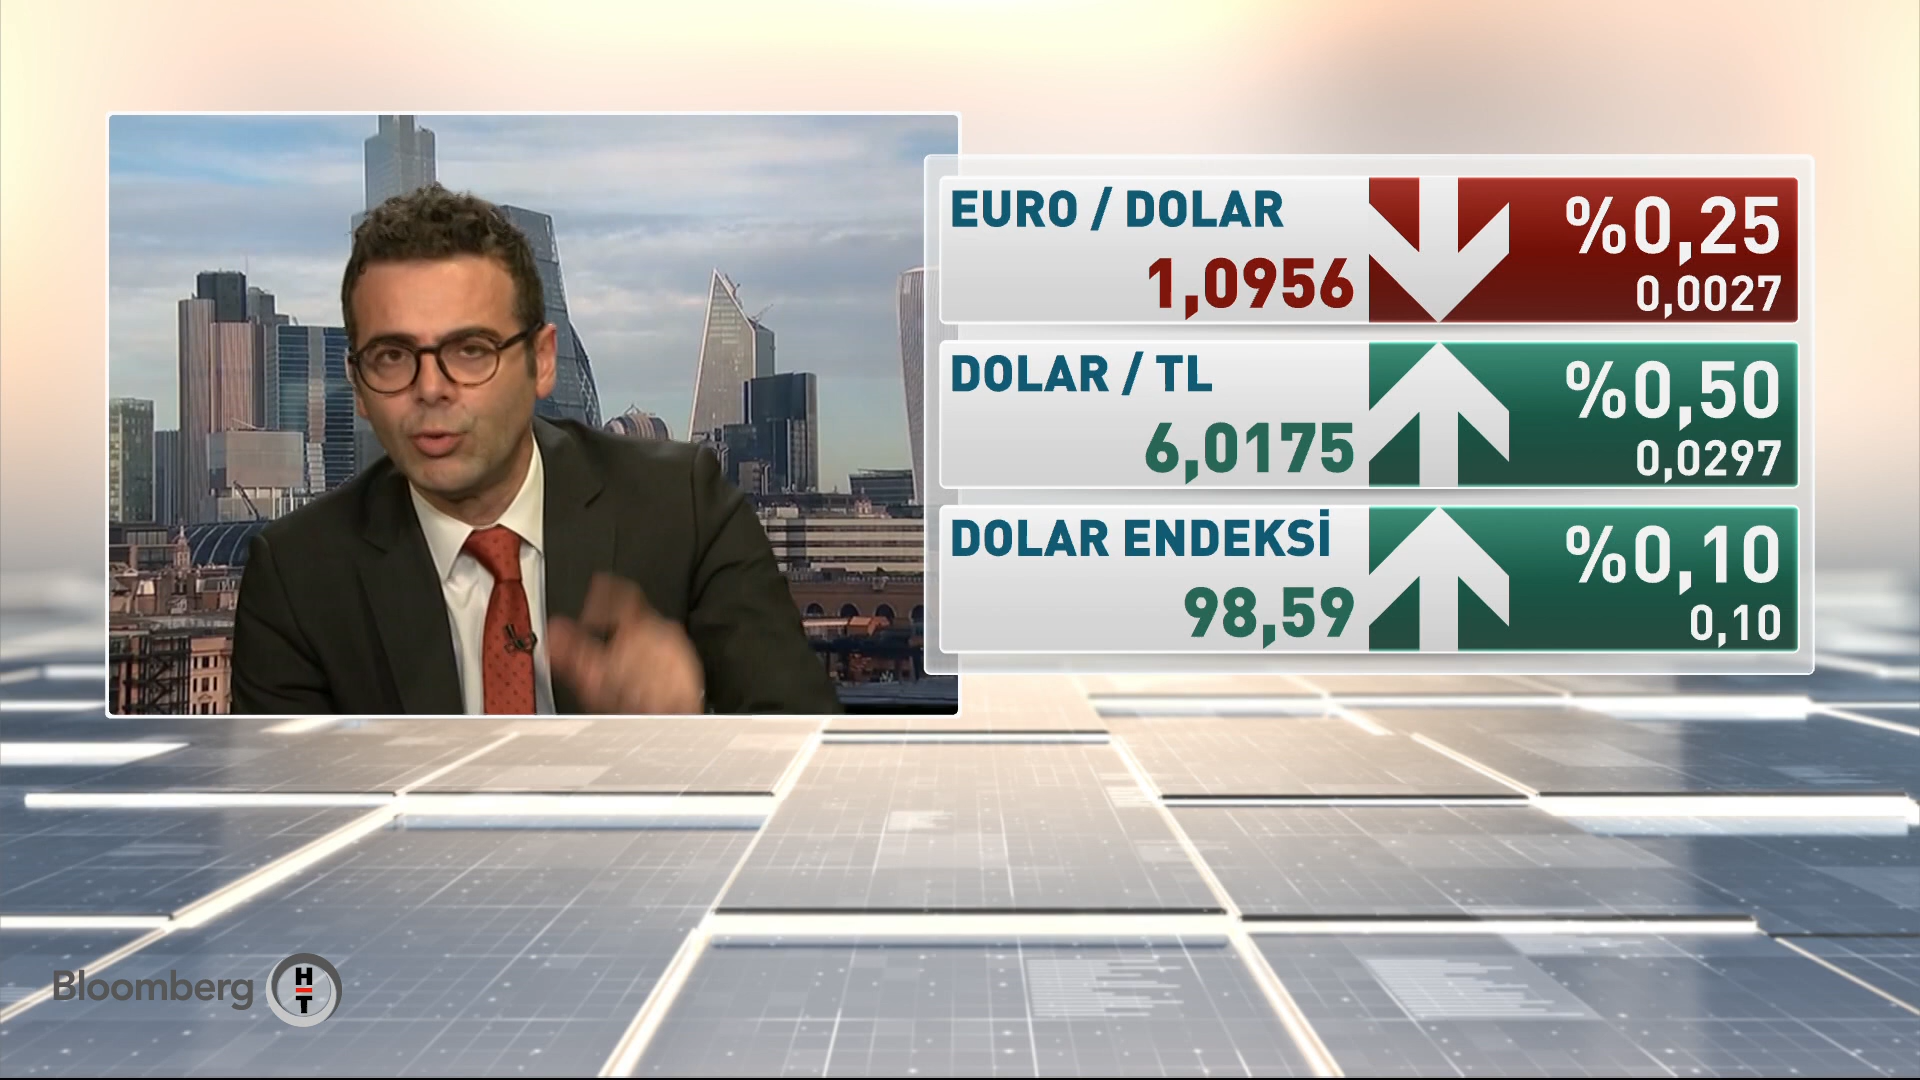 EURO / DOLAR
1,0956
%0,25
0,0027
DOLAR / TL
6,0175
%0,50
0,0297
DOLAR ENDEKSİ
98,59
%0,10
0,10
Bloomberg HT